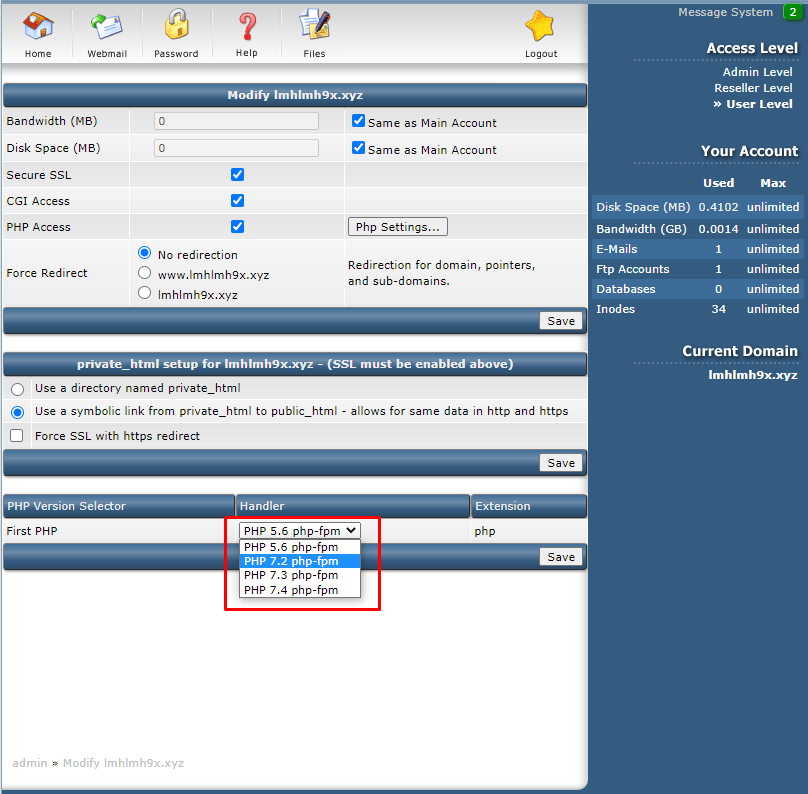 Home Webmail Password Help Files Logout
Message System 2
Access Level
Admin Level
Reseller Level
» User Level
Your Account
Used Max
Disk Space (MB) 0.4102 unlimited
Bandwidth (GB) 0.0014 unlimited
E-Mails 1 unlimited
Ftp Accounts 1 unlimited
Databases 0 unlimited
Inodes 34 unlimited
Current Domain
lmhlmh9x.xyz
Modify lmhlmh9x.xyz
Bandwidth (MB) 0 Same as Main Account
Disk Space (MB) 0 Same as Main Account
Secure SSL
CGI Access
PHP Access Php Settings...
Force Redirect
No redirection
www.lmhlmh9x.xyz
lmhlmh9x.xyz
Redirection for domain, pointers,
and sub-domains.
Save
private_html setup for lmhlmh9x.xyz - (SSL must be enabled above)
Use a directory named private_html
Use a symbolic link from private_html to public_html - allows for same data in http and https
Force SSL with https redirect
Save
PHP Version Selector Handler Extension
First PHP PHP 5.6 php-fpm php
PHP 5.6 php-fpm
PHP 7.2 php-fpm
PHP 7.3 php-fpm
PHP 7.4 php-fpm
Save
admin » Modify lmhlmh9x.xyz